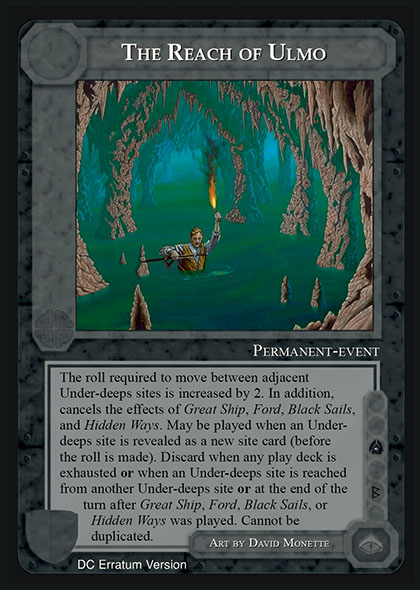 The Reach of Ulmo
Permanent-event
The roll required to move between adjacent
Under-deeps sites is increased by 2. In addition,
cancels the effects of Great Ship, Ford, Black Sails,
and Hidden Ways. May be played when an Under-
deeps site is revealed as a new site card (before
the roll is made). Discard when any play deck is
exhausted or when an Under-deeps site is reached
from another Under-deeps site or at the end of the
turn after Great Ship, Ford, Black Sails, or
Hidden Ways was played. Cannot be
duplicated.
Art by David Monette
DC Erratum Version